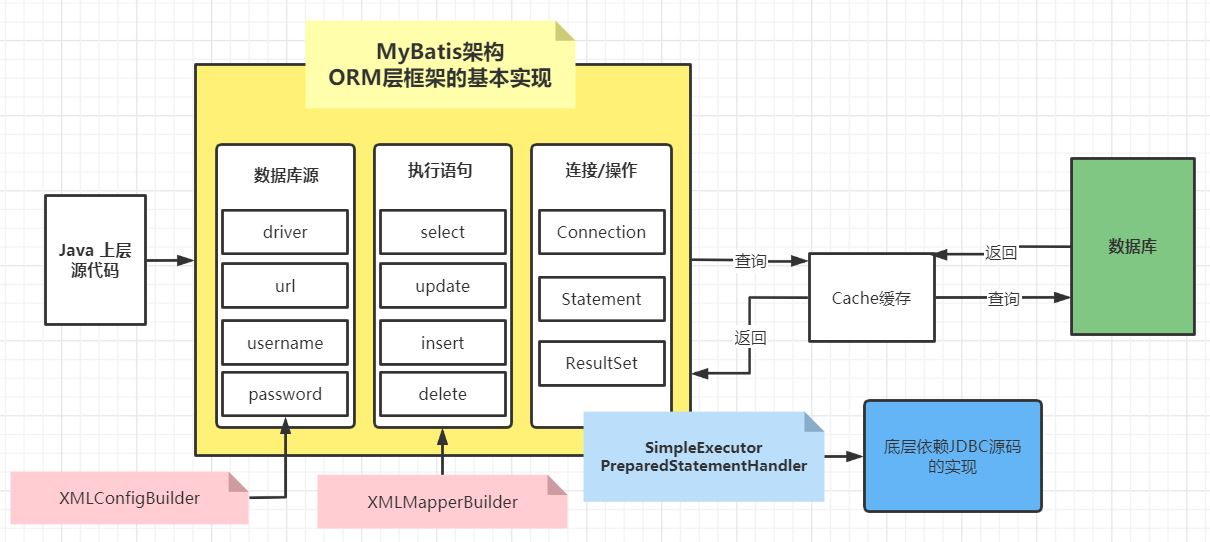 MyBatis架构
ORM层框架的基本实现
数据库源
driver
url
username
password
执行语句
select
update
insert
delete
连接/操作
Connection
Statement
ResultSet
Java 上层
源代码
查询
返回
Cache缓存
返回
查询
数据库
SimpleExecutor
PreparedStatementHandler
底层依赖JDBC源码
的实现
XMLConfigBuilder
XMLMapperBuilder